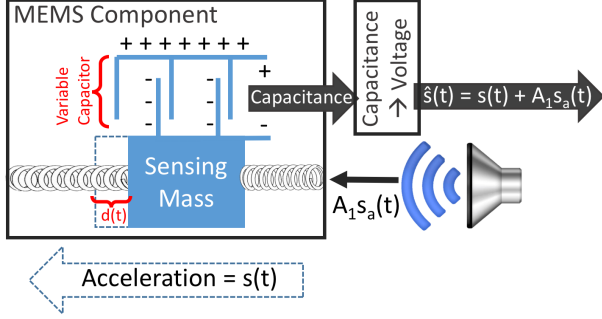 MEMS Component
+ + + + + + +
+
Variable
Capacitor
- -
- -
- - -
Capacitance
Capacitance
→ Voltage
ŝ(t) = s(t) + A₁sₐ(t)
Sensing
Mass
d(t)
A₁sₐ(t)
Acceleration = s(t)